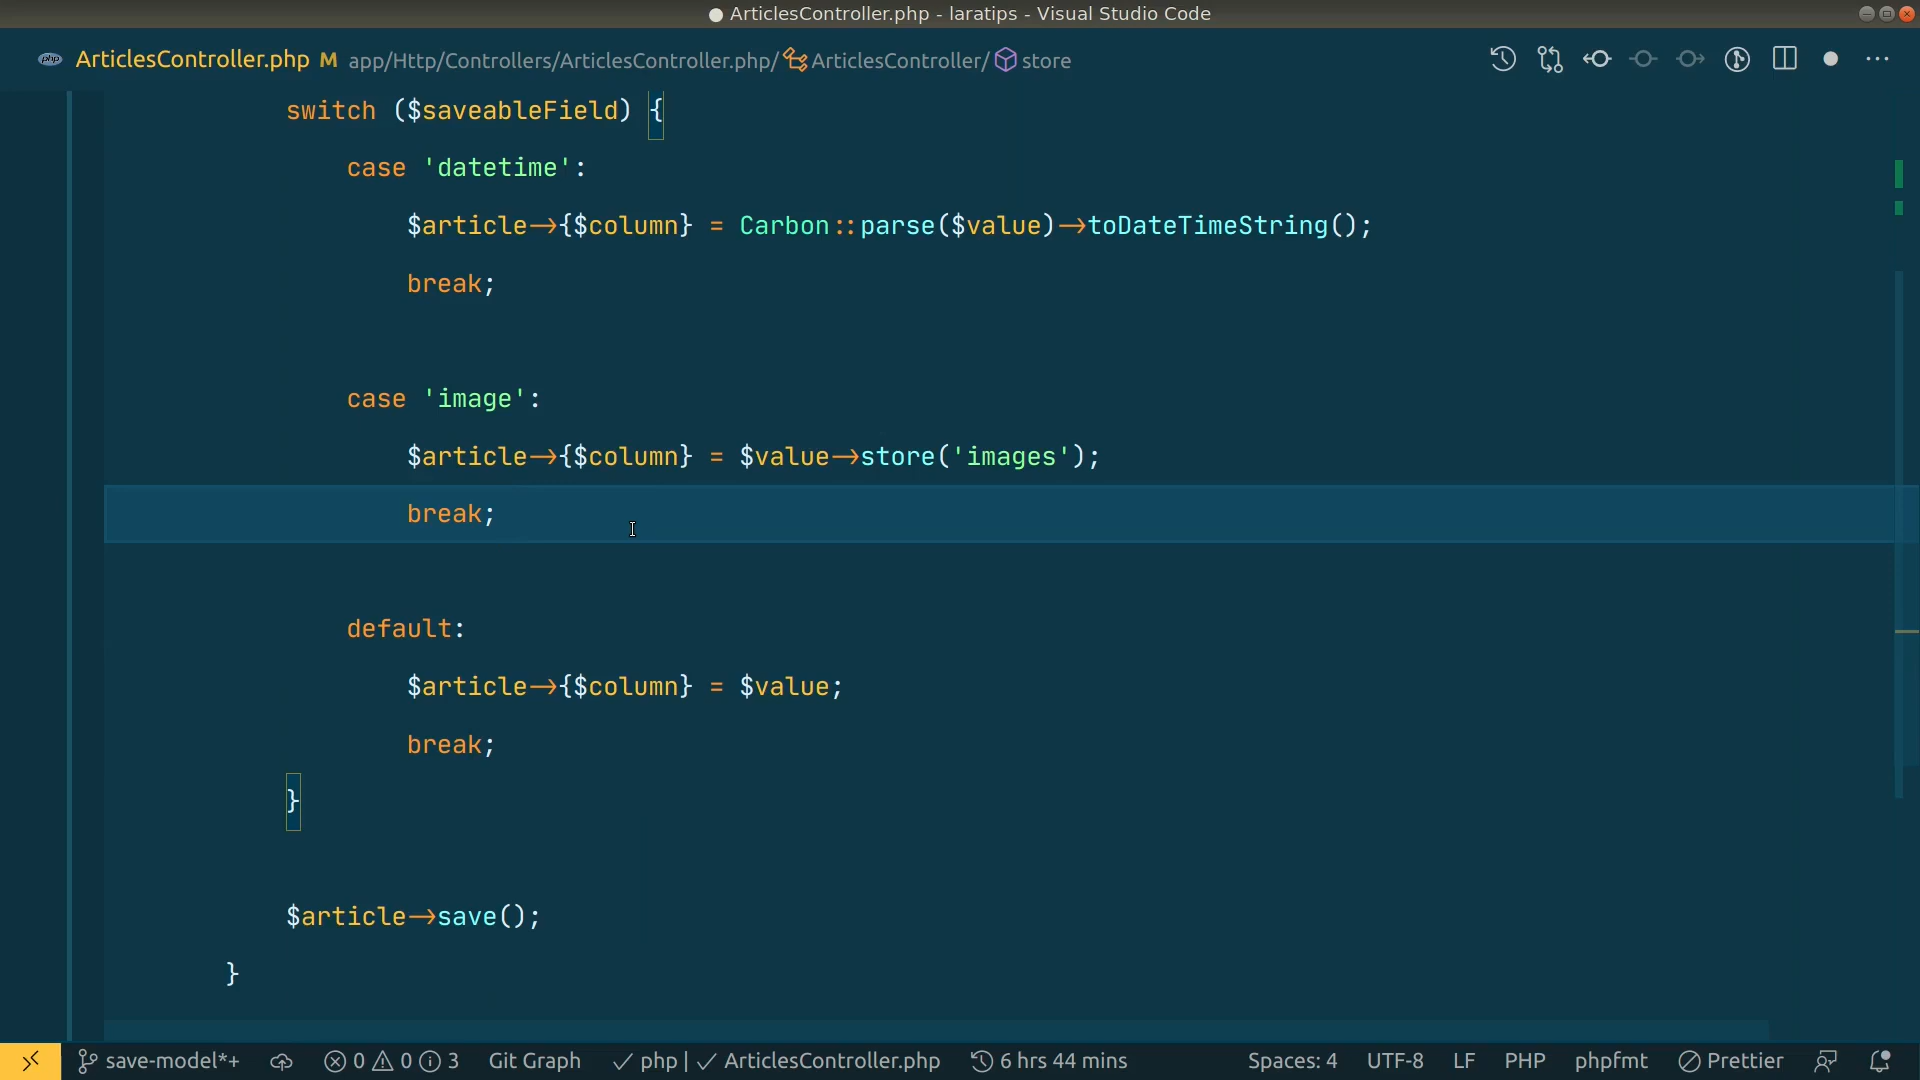 ArticlesController.php - laratips - Visual Studio Code
php ArticlesController.php M app/Http/Controllers/ArticlesController.php/ ArticlesController/ store
switch ($saveableField) {
case 'datetime':
$article->{$column} = Carbon::parse($value)->toDateTimeString();
break;
case 'image':
$article->{$column} = $value->store('images');
break;
default:
$article->{$column} = $value;
break;
}
$article->save();
}
save-model*+ 0 0 3 Git Graph php | ArticlesController.php 6 hrs 44 mins Spaces: 4 UTF-8 LF PHP phpfmt Prettier